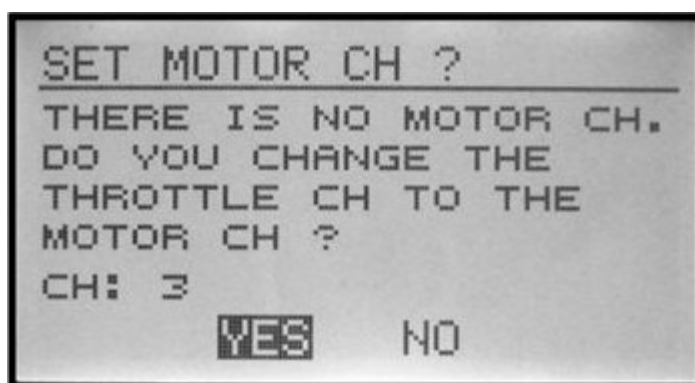 SET MOTOR CH ?
THERE IS NO MOTOR CH.
DO YOU CHANGE THE
THROTTLE CH TO THE
MOTOR CH ?
CH: 3
YES NO